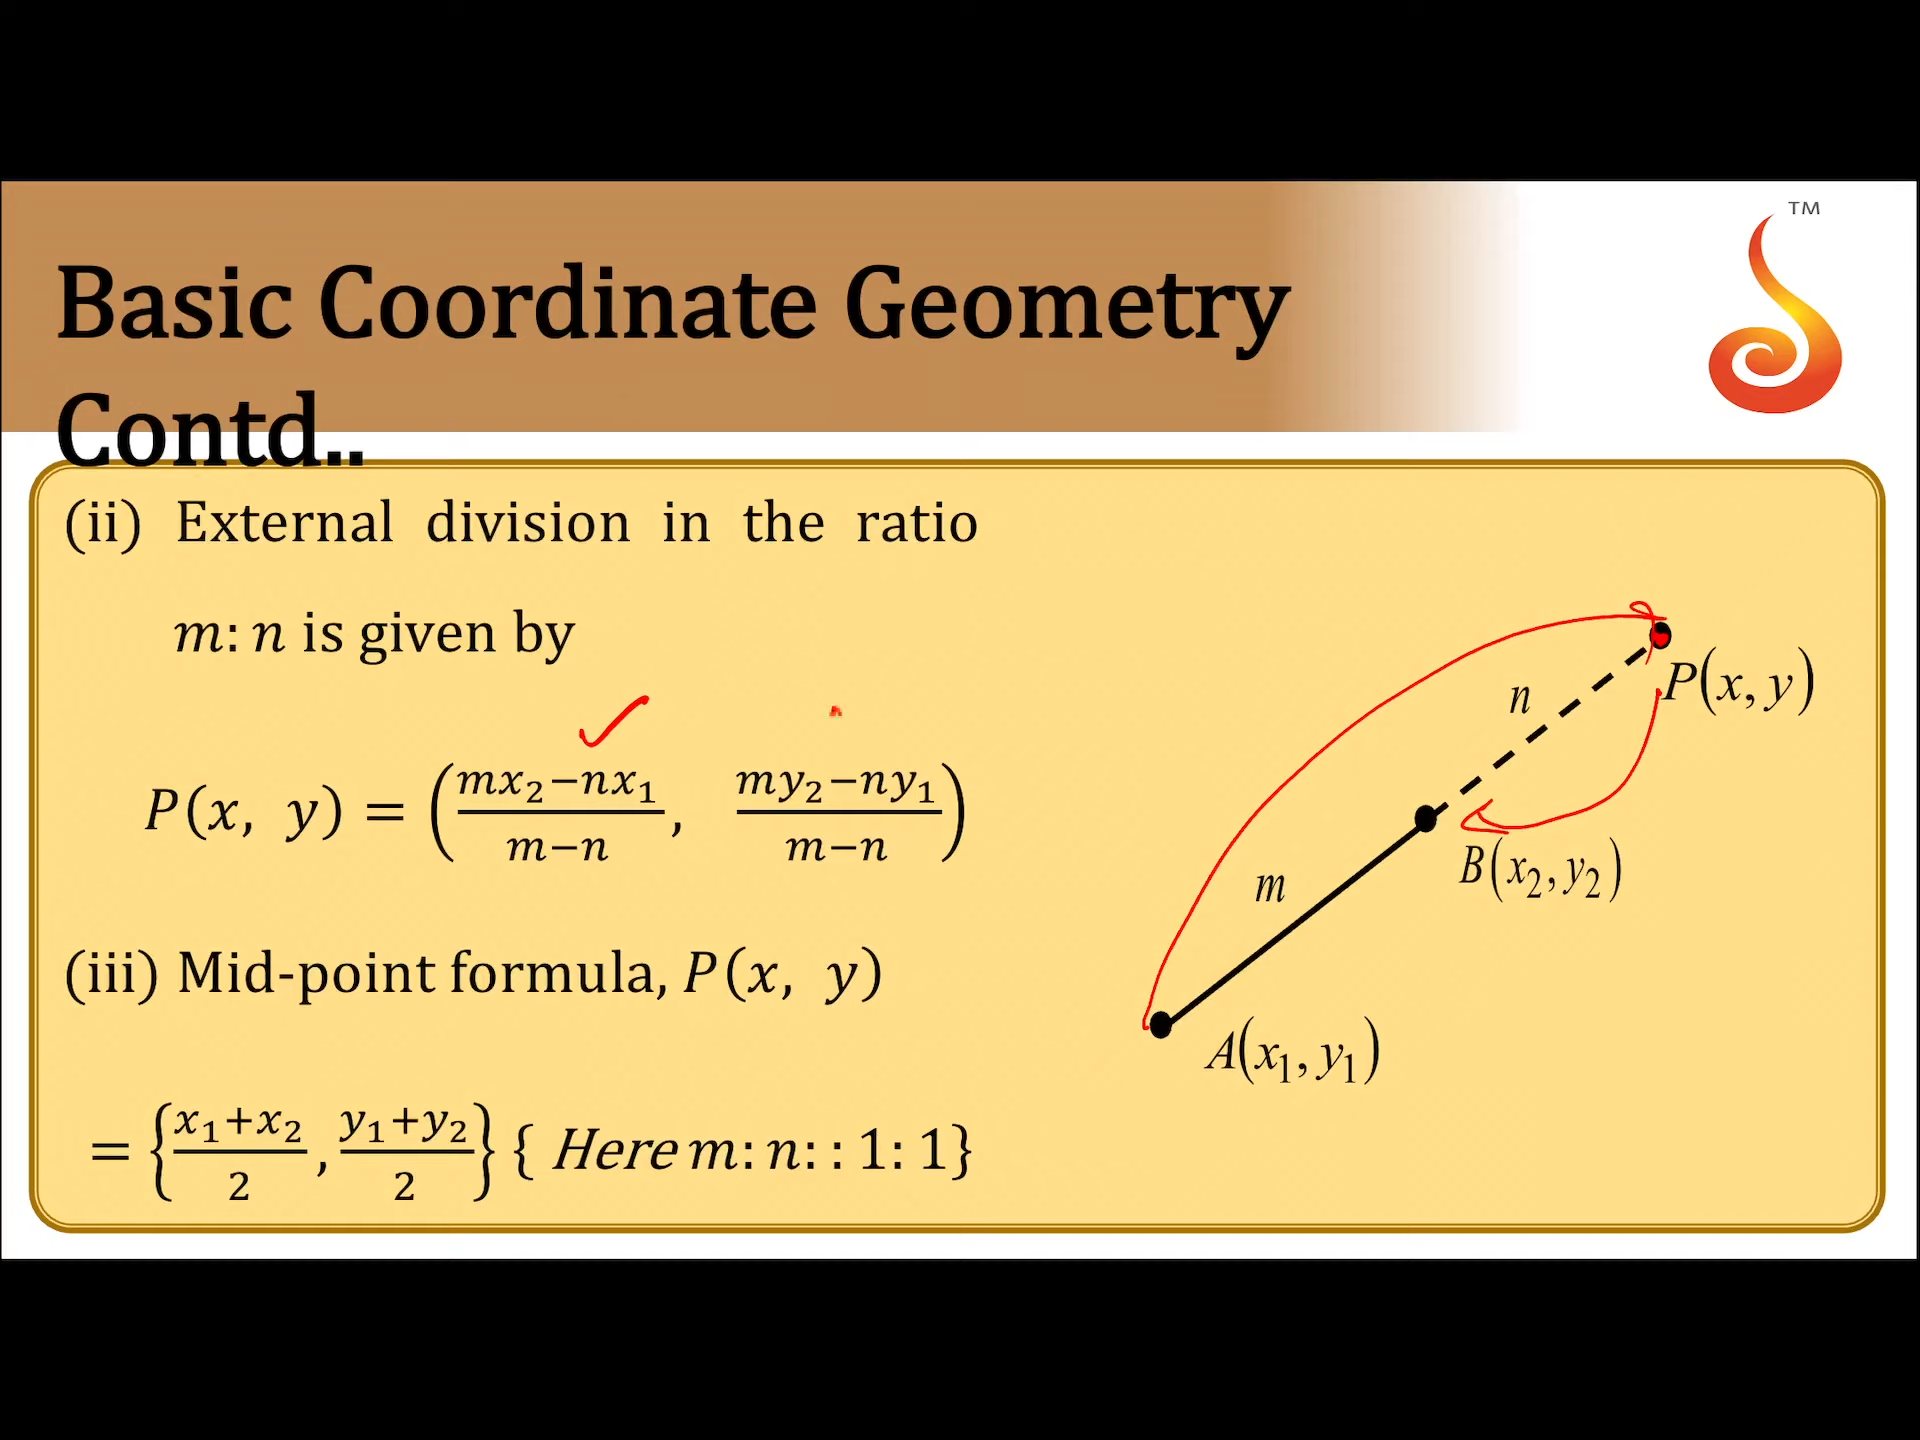 TM
Basic Coordinate Geometry
Contd..
(ii) External division in the ratio
m: n is given by
P(x, y) = ((mx₂−nx₁)/(m−n), (my₂−ny₁)/(m−n))
(iii) Mid-point formula, P(x, y)
= {(x₁+x₂)/2, (y₁+y₂)/2} { Here m: n: : 1: 1}
P(x, y)
n
B(x₂, y₂)
m
A(x₁, y₁)